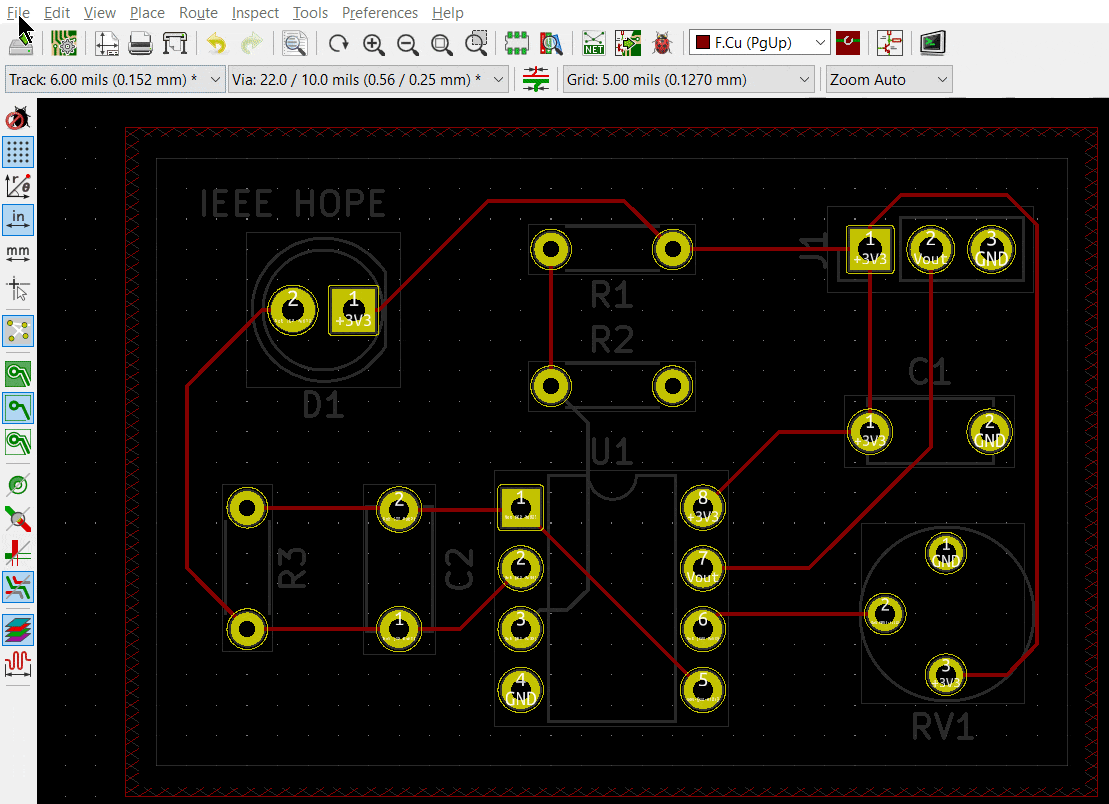 File Edit View Place Route Inspect Tools Preferences Help
NET F.Cu (PgUp)
Track: 6.00 mils (0.152 mm) * Via: 22.0 / 10.0 mils (0.56 / 0.25 mm) * Grid: 5.00 mils (0.1270 mm) Zoom Auto
r
θ
in
mm
IEEE HOPE
J1
1 2 3
+3V3 Vout GND
R1
2 1
+3V3
R2
D1
C1
1 2
+3V3 GND
U1
2 1 8
+3V3
R3
C2
1
GND
2 7
Vout
2
1 3 6
3
+3V3
4 5
GND
RV1